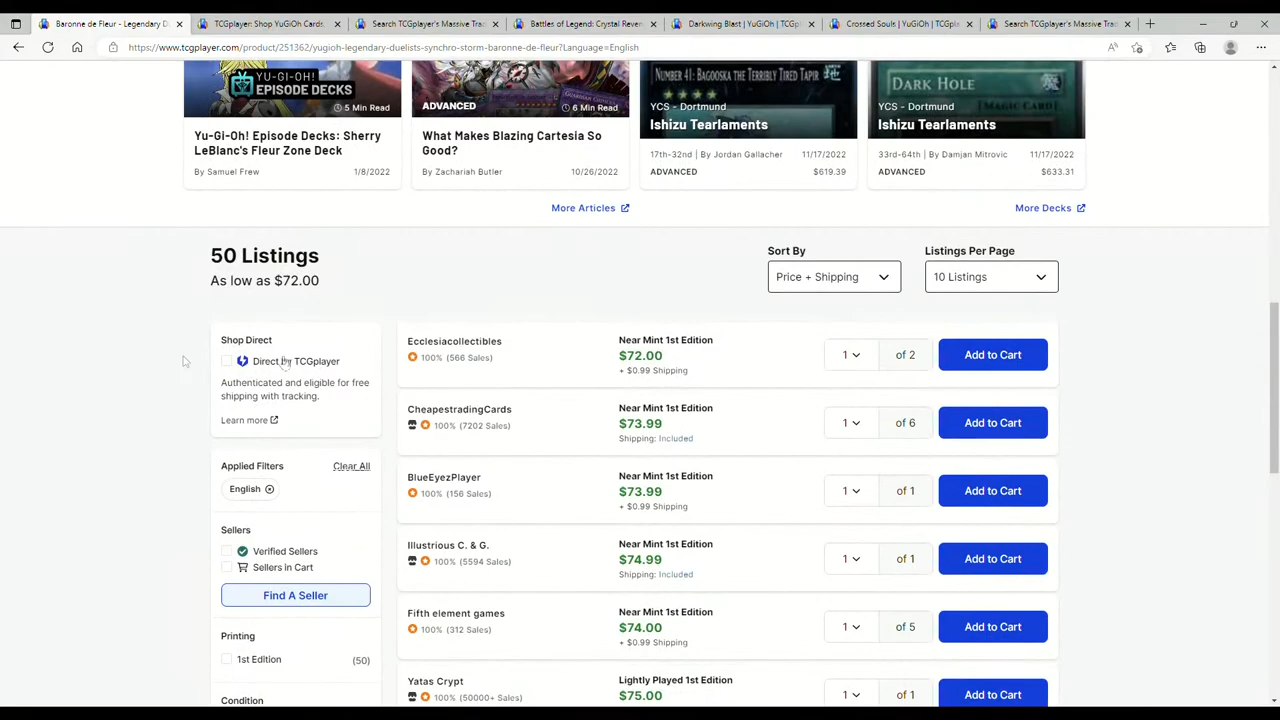 Baronne de Fleur - Legendary D
TCGplayer: Shop YuGiOh Cards,
Search TCGplayer's Massive Trac
Battles of Legend: Crystal Reven
Darkwing Blast | YuGiOh | TCGpl
Crossed Souls | YuGiOh | TCGpla
Search TCGplayer's Massive Trac
https://www.tcgplayer.com/product/251362/yugioh-legendary-duelists-synchro-storm-baronne-de-fleur?Language=English
YU-GI-OH!
EPISODE DECKS
5 Min Read
Yu-Gi-Oh! Episode Decks: Sherry
LeBlanc's Fleur Zone Deck
By Samuel Frew 1/8/2022
ADVANCED 6 Min Read
What Makes Blazing Cartesia So
Good?
By Zachariah Butler 10/26/2022
NUMBER 41: BAGOOSKA THE TERRIBLY TIRED TAPIR
YCS - Dortmund
Ishizu Tearlaments
17th-32nd | By Jordan Gallacher 11/17/2022
ADVANCED $619.39
DARK HOLE
YCS - Dortmund
Ishizu Tearlaments
33rd-64th | By Damjan Mitrovic 11/17/2022
ADVANCED $633.31
More Articles
More Decks
50 Listings
As low as $72.00
Sort By
Price + Shipping
Listings Per Page
10 Listings
Shop Direct
Direct by TCGplayer
Authenticated and eligible for free
shipping with tracking.
Learn more
Applied Filters Clear All
English
Sellers
Verified Sellers
Sellers in Cart
Find A Seller
Printing
1st Edition (50)
Condition
Ecclesiacollectibles
100% (566 Sales)
Near Mint 1st Edition
$72.00
+ $0.99 Shipping
1 of 2 Add to Cart
CheapestradingCards
100% (7202 Sales)
Near Mint 1st Edition
$73.99
Shipping: Included
1 of 6 Add to Cart
BlueEyezPlayer
100% (156 Sales)
Near Mint 1st Edition
$73.99
+ $0.99 Shipping
1 of 1 Add to Cart
Illustrious C. & G.
100% (5594 Sales)
Near Mint 1st Edition
$74.99
Shipping: Included
1 of 1 Add to Cart
Fifth element games
100% (312 Sales)
Near Mint 1st Edition
$74.00
+ $0.99 Shipping
1 of 5 Add to Cart
Yatas Crypt
100% (50000+ Sales)
Lightly Played 1st Edition
$75.00
1 of 1 Add to Cart